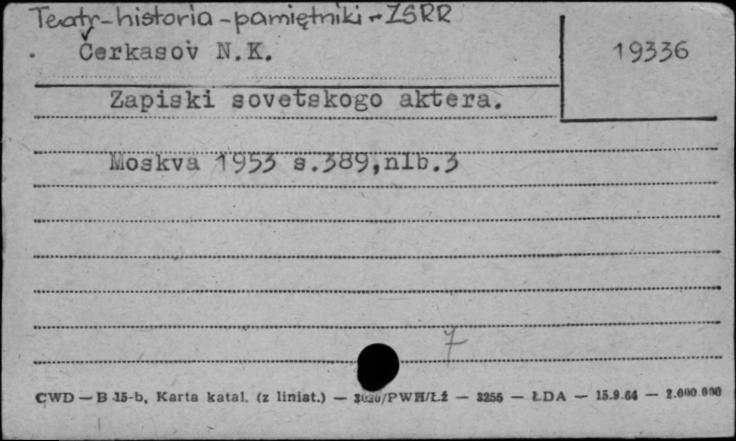 Teatr-historia-pamiętniki-ZSRR
Čerkasov N.K.
19336
Zapiski sovetskogo aktera.
Moskva 1953 s.389,nlb.3
7
CWD — B 15-b, Karta katal. (z liniat.) — /PWH/Łż — 3256 — ŁDA — 15.9.64 — 2.000.000